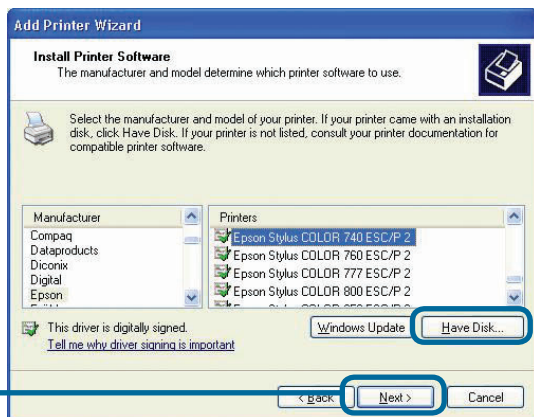 Add Printer Wizard
Install Printer Software
The manufacturer and model determine which printer software to use.
Select the manufacturer and model of your printer. If your printer came with an installation
disk, click Have Disk. If your printer is not listed, consult your printer documentation for
compatible printer software.
Manufacturer
Compaq
Dataproducts
Diconix
Digital
Epson
Printers
Epson Stylus COLOR 740 ESC/P 2
Epson Stylus COLOR 760 ESC/P 2
Epson Stylus COLOR 777 ESC/P 2
Epson Stylus COLOR 800 ESC/P 2
This driver is digitally signed.
Tell me why driver signing is important
Windows Update
Have Disk...
< Back
Next >
Cancel